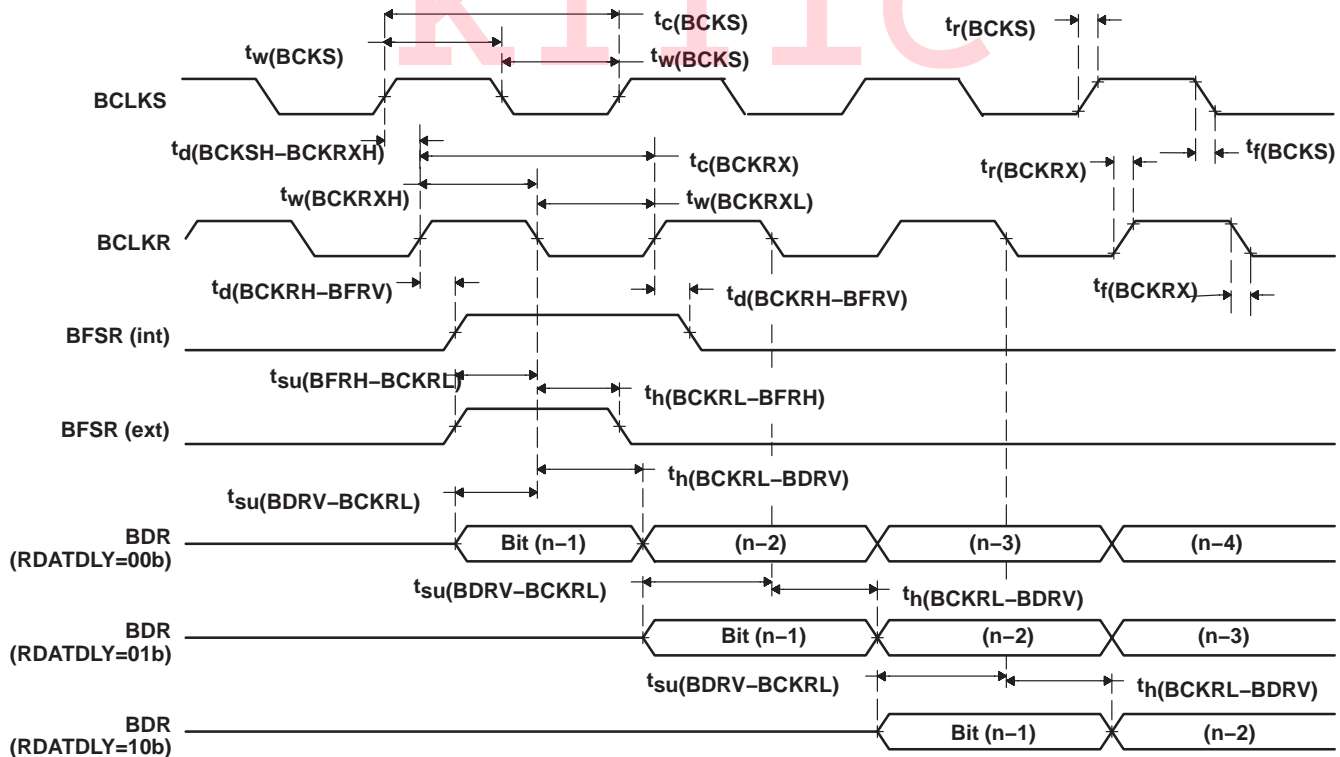 KITIC
tc(BCKS)
tr(BCKS)
tw(BCKS)
tw(BCKS)
BCLKS
td(BCKSH–BCKRXH)
tc(BCKRX)
tr(BCKRX)
tf(BCKS)
tw(BCKRXH)
tw(BCKRXL)
BCLKR
td(BCKRH–BFRV)
td(BCKRH–BFRV)
tf(BCKRX)
BFSR (int)
tsu(BFRH–BCKRL)
th(BCKRL–BFRH)
BFSR (ext)
th(BCKRL–BDRV)
tsu(BDRV–BCKRL)
BDR
(RDATDLY=00b)
Bit (n–1) (n–2) (n–3) (n–4)
tsu(BDRV–BCKRL)
th(BCKRL–BDRV)
BDR
(RDATDLY=01b)
Bit (n–1) (n–2) (n–3)
tsu(BDRV–BCKRL)
th(BCKRL–BDRV)
BDR
(RDATDLY=10b)
Bit (n–1) (n–2)